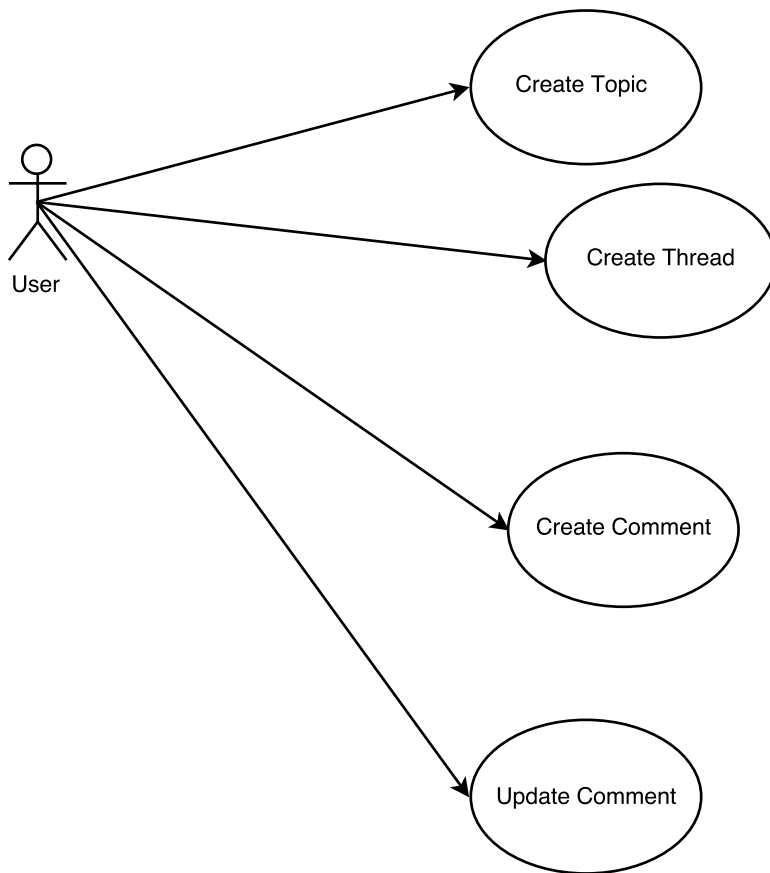 Create Topic
Create Thread
User
Create Comment
Update Comment